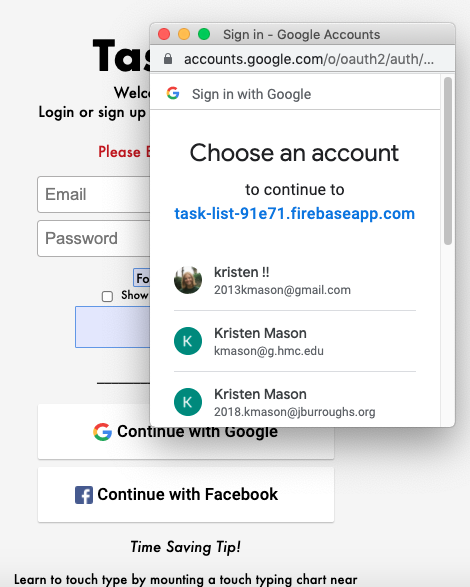 Sign in - Google Accounts
accounts.google.com/o/oauth2/auth/...
Sign in with Google
Choose an account
to continue to
task-list-91e71.firebaseapp.com
kristen !!
2013kmason@gmail.com
K
Kristen Mason
kmason@g.hmc.edu
K
Kristen Mason
2018.kmason@jburroughs.org
Tas
Welc
Login or sign up
Please E
Email
Password
Fo
Show
Continue with Google
Continue with Facebook
Time Saving Tip!
Learn to touch type by mounting a touch typing chart near